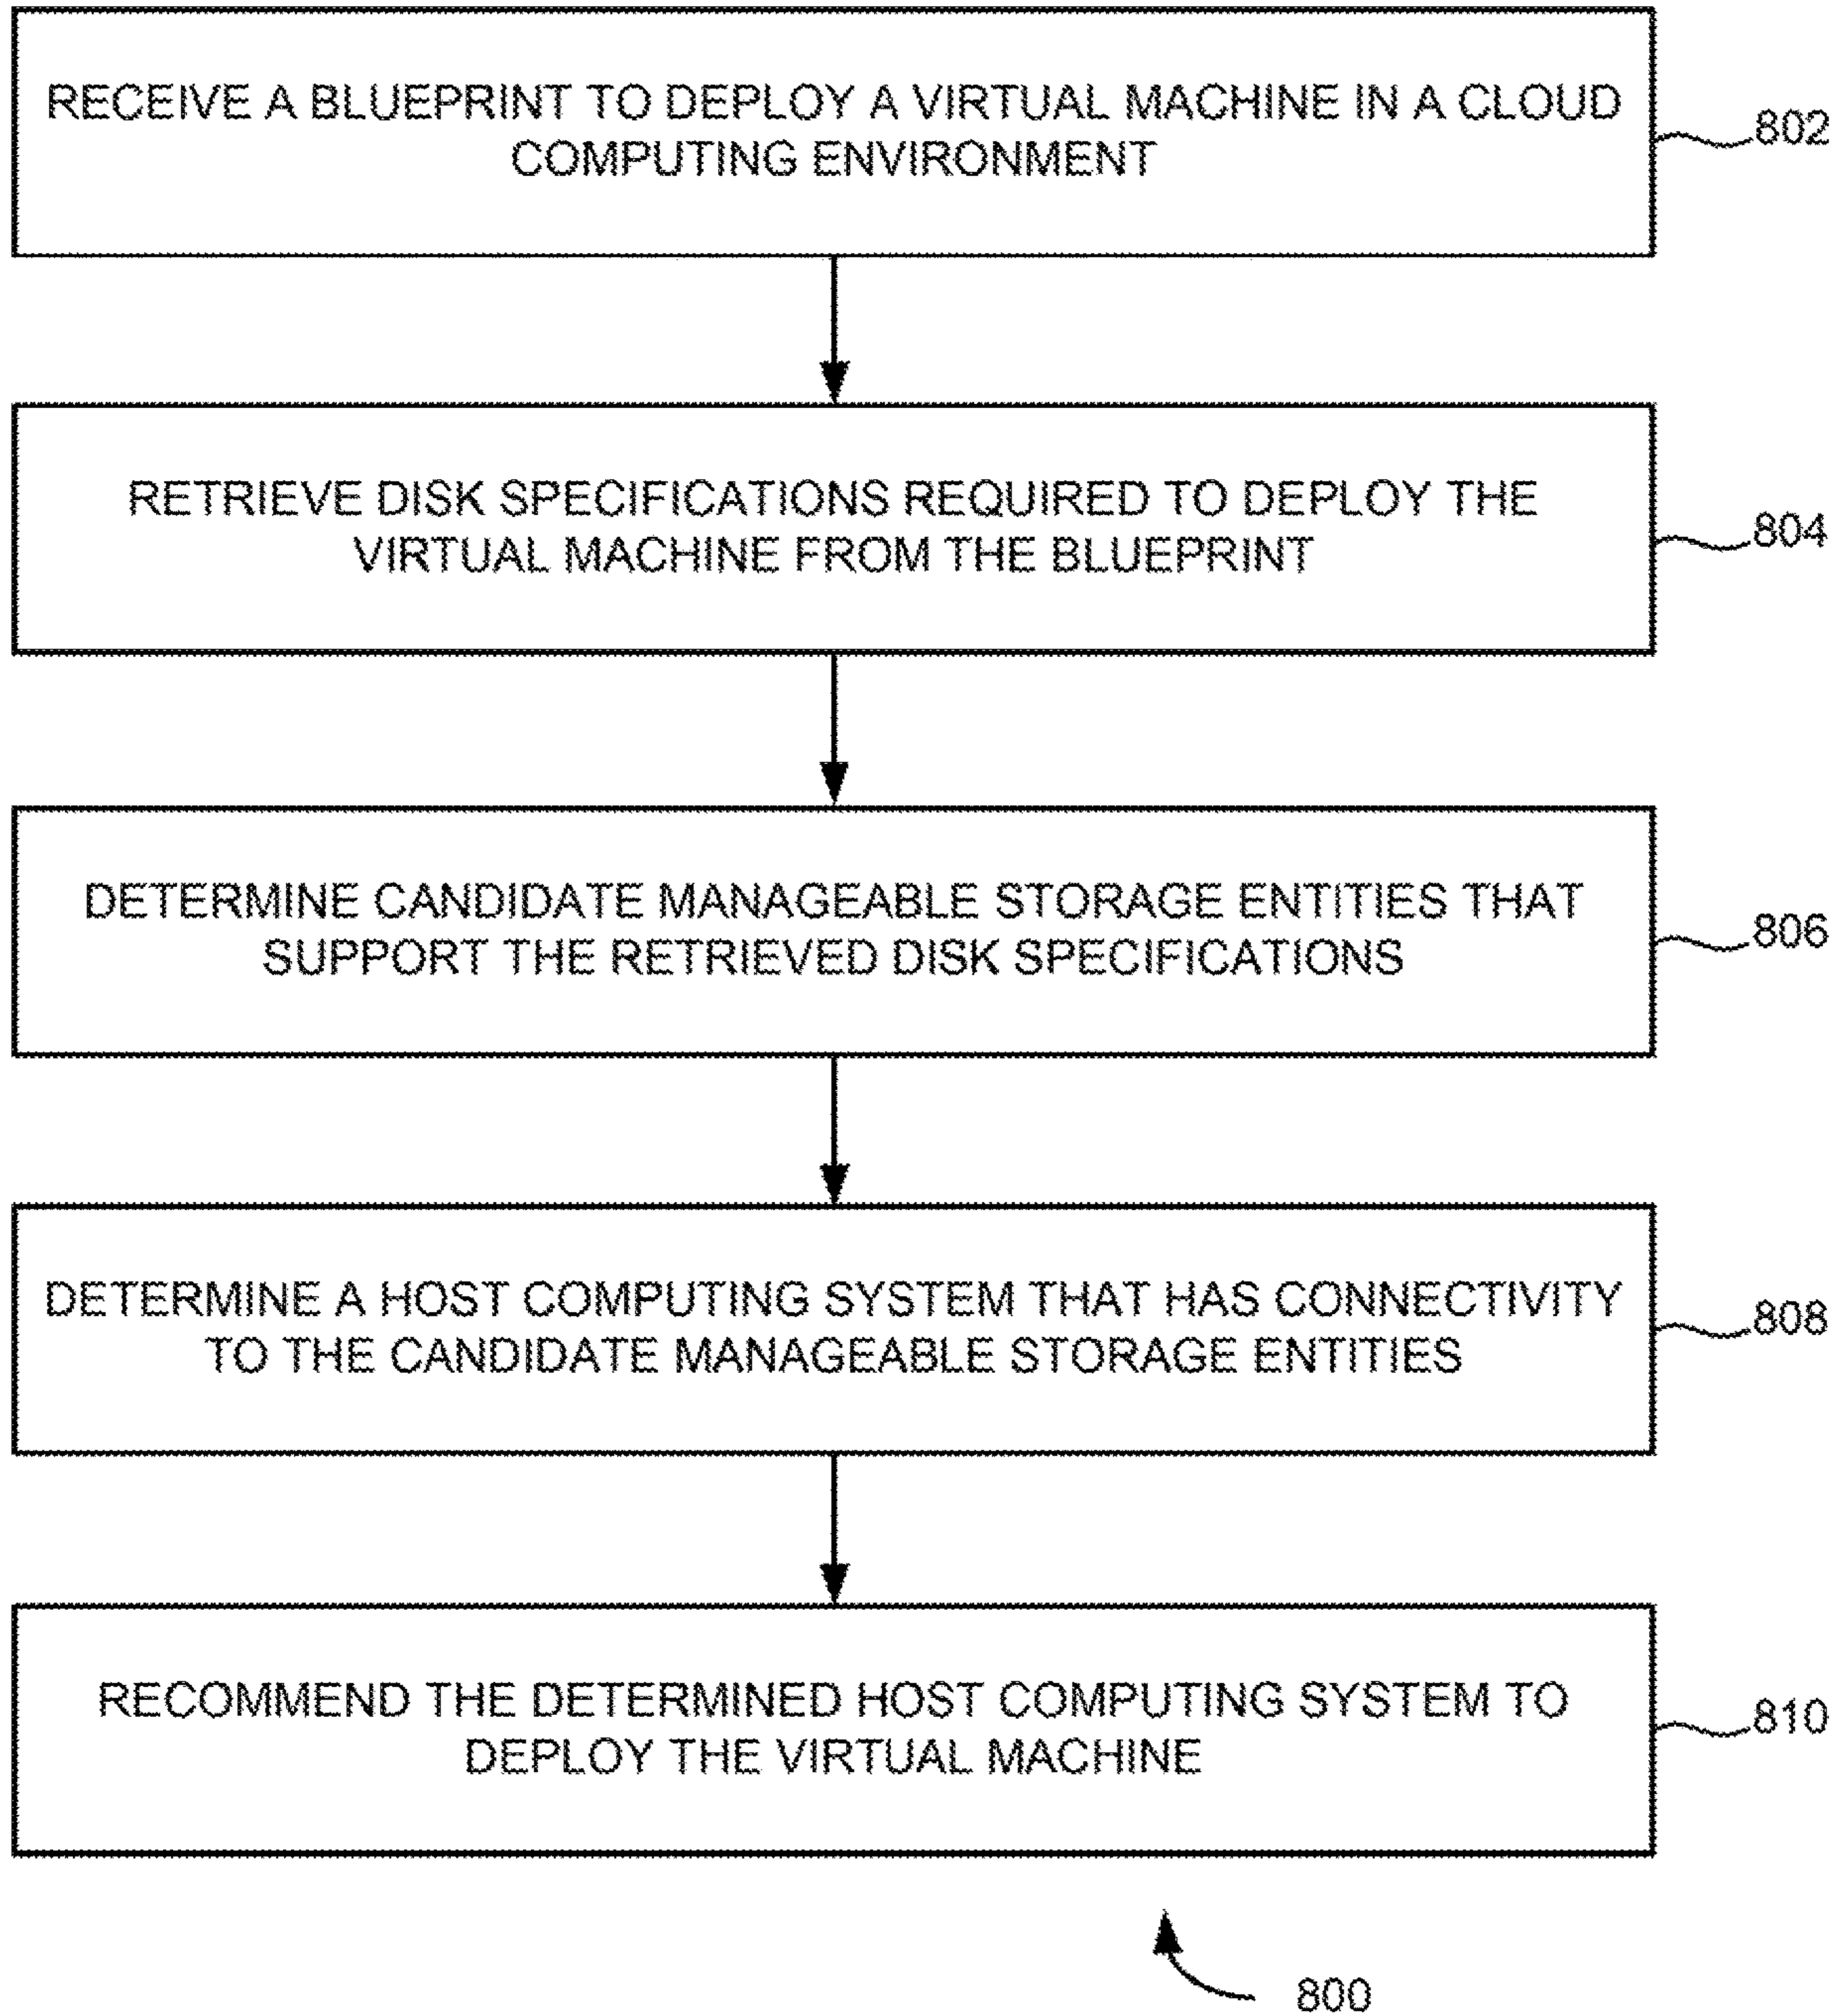 RECEIVE A BLUEPRINT TO DEPLOY A VIRTUAL MACHINE IN A CLOUD
COMPUTING ENVIRONMENT
802
RETRIEVE DISK SPECIFICATIONS REQUIRED TO DEPLOY THE
VIRTUAL MACHINE FROM THE BLUEPRINT
804
DETERMINE CANDIDATE MANAGEABLE STORAGE ENTITIES THAT
SUPPORT THE RETRIEVED DISK SPECIFICATIONS
806
DETERMINE A HOST COMPUTING SYSTEM THAT HAS CONNECTIVITY
TO THE CANDIDATE MANAGEABLE STORAGE ENTITIES
808
RECOMMEND THE DETERMINED HOST COMPUTING SYSTEM TO
DEPLOY THE VIRTUAL MACHINE
810
800